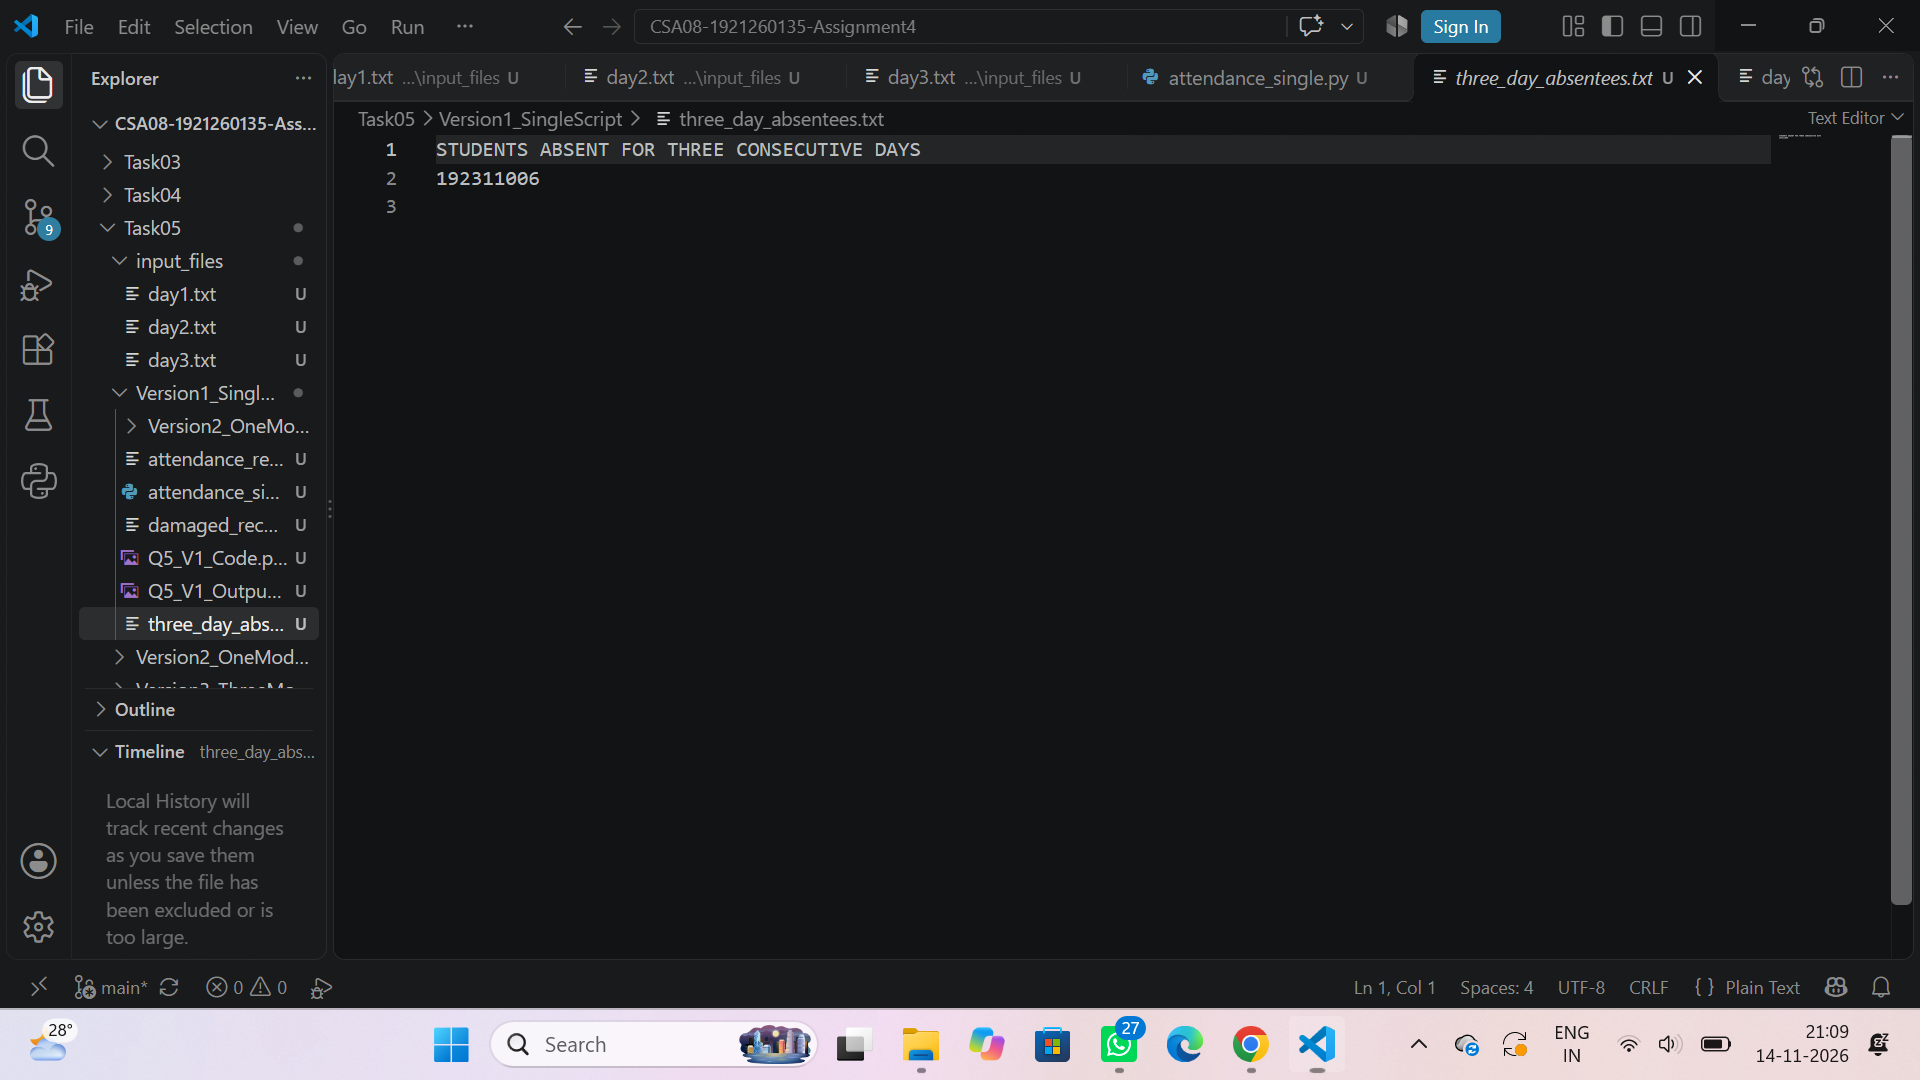 File Edit Selection View Go Run ···
CSA08-1921260135-Assignment4
Sign In
Explorer ···
CSA08-1921260135-Ass...
Task03
Task04
Task05
input_files
day1.txt U
day2.txt U
day3.txt U
Version1_Singl...
Version2_OneMo...
attendance_re... U
attendance_si... U
damaged_rec... U
Q5_V1_Code.p... U
Q5_V1_Outpu... U
three_day_abs... U
Version2_OneMod...
Outline
Timeline three_day_abs...
Local History will
track recent changes
as you save them
unless the file has
been excluded or is
too large.
9
lay1.txt ...\input_files U
day2.txt ...\input_files U
day3.txt ...\input_files U
attendance_single.py U
three_day_absentees.txt U
day
Task05 > Version1_SingleScript > three_day_absentees.txt
Text Editor
1 STUDENTS ABSENT FOR THREE CONSECUTIVE DAYS
2 192311006
3
main* 0 0
Ln 1, Col 1 Spaces: 4 UTF-8 CRLF { } Plain Text
28°
Search
27
ENG
IN
21:09
14-11-2026